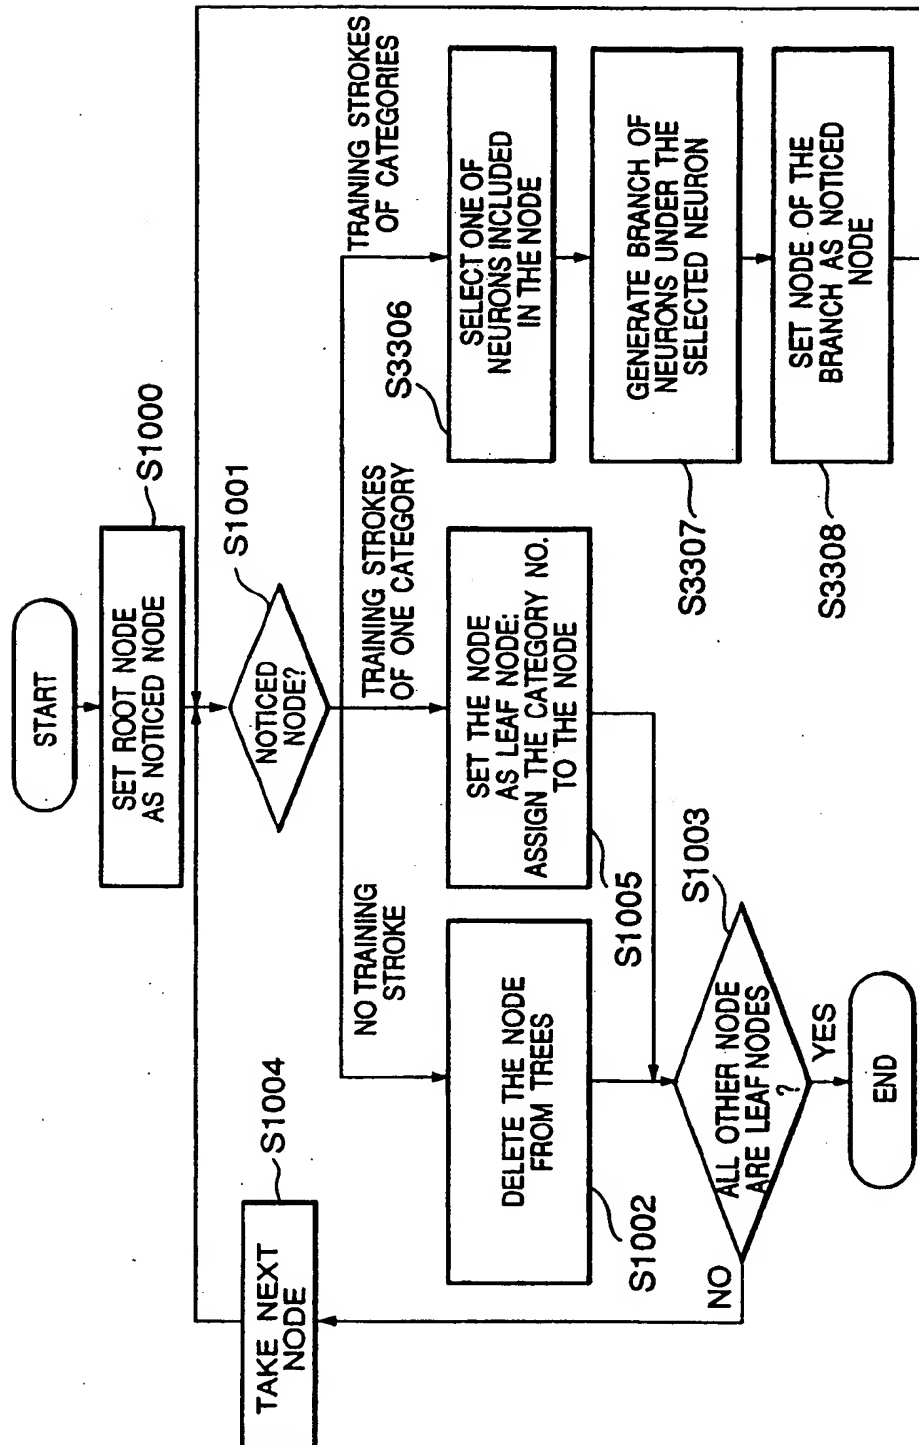 START
SET ROOT NODE
AS NOTICED NODE
S1000
NOTICED
NODE?
S1001
NO TRAINING
STROKE
TRAINING STROKES
OF ONE CATEGORY
TRAINING STROKES
OF CATEGORIES
TAKE NEXT
NODE
S1004
DELETE THE NODE
FROM TREES
S1002
SET THE NODE
AS LEAF NODE:
ASSIGN THE CATEGORY NO.
TO THE NODE
S1005
SELECT ONE OF
NEURONS INCLUDED
IN THE NODE
S3306
GENERATE BRANCH OF
NEURONS UNDER THE
SELECTED NEURON
S3307
SET NODE OF THE
BRANCH AS NOTICED
NODE
S3308
ALL OTHER NODE
ARE LEAF NODES
?
S1003
NO
YES
END